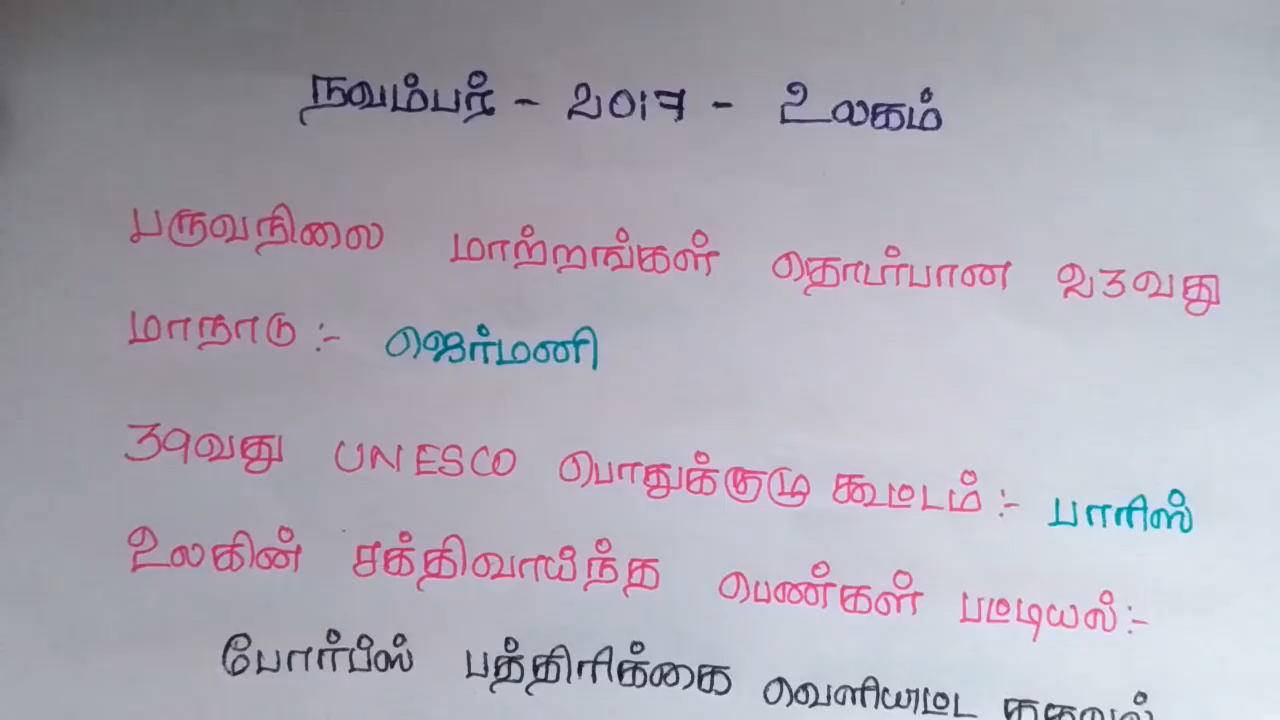 நவம்பர் - 2017 - உலகம்
பருவநிலை மாற்றங்கள் தொடர்பான 23வது
மாநாடு :- ஜெர்மனி
39வது UNESCO பொதுக்குழு கூட்டம் :- பாரிஸ்
உலகின் சக்திவாய்ந்த பெண்கள் பட்டியல் :-
போர்ப்ஸ் பத்திரிக்கை வெளியிட்ட தகவல்